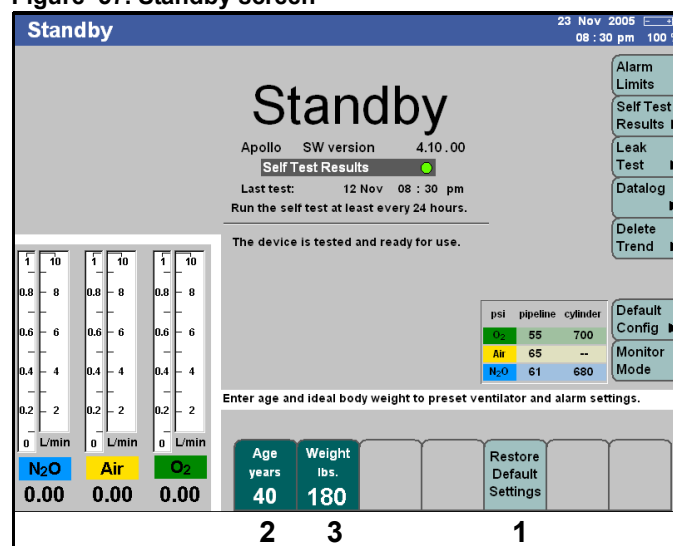 Standby
23 Nov 2005
08 : 30 pm 100
Standby
Apollo SW version 4.10.00
Self Test Results
Last test: 12 Nov 08 : 30 pm
Run the self test at least every 24 hours.
The device is tested and ready for use.
Alarm
Limits
Self Test
Results
Leak
Test
Datalog
Delete
Trend
Default
Config
Monitor
Mode
psi pipeline cylinder
O2 55 700
Air 65 --
N2O 61 680
1 10 1 10 1 10
0.8 8 0.8 8 0.8 8
0.6 6 0.6 6 0.6 6
0.4 4 0.4 4 0.4 4
0.2 2 0.2 2 0.2 2
0 L/min 0 L/min 0 L/min
N2O Air O2
0.00 0.00 0.00
Enter age and ideal body weight to preset ventilator and alarm settings.
Age
years
40
Weight
lbs.
180
Restore
Default
Settings
2 3 1